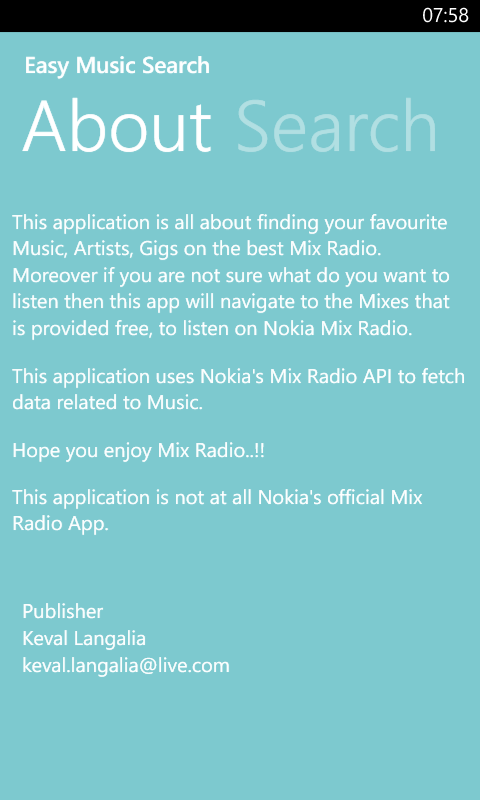 07:58
Easy Music Search
About Search
This application is all about finding your favourite
Music, Artists, Gigs on the best Mix Radio.
Moreover if you are not sure what do you want to
listen then this app will navigate to the Mixes that
is provided free, to listen on Nokia Mix Radio.
This application uses Nokia's Mix Radio API to fetch
data related to Music.
Hope you enjoy Mix Radio..!!
This application is not at all Nokia's official Mix
Radio App.
Publisher
Keval Langalia
keval.langalia@live.com